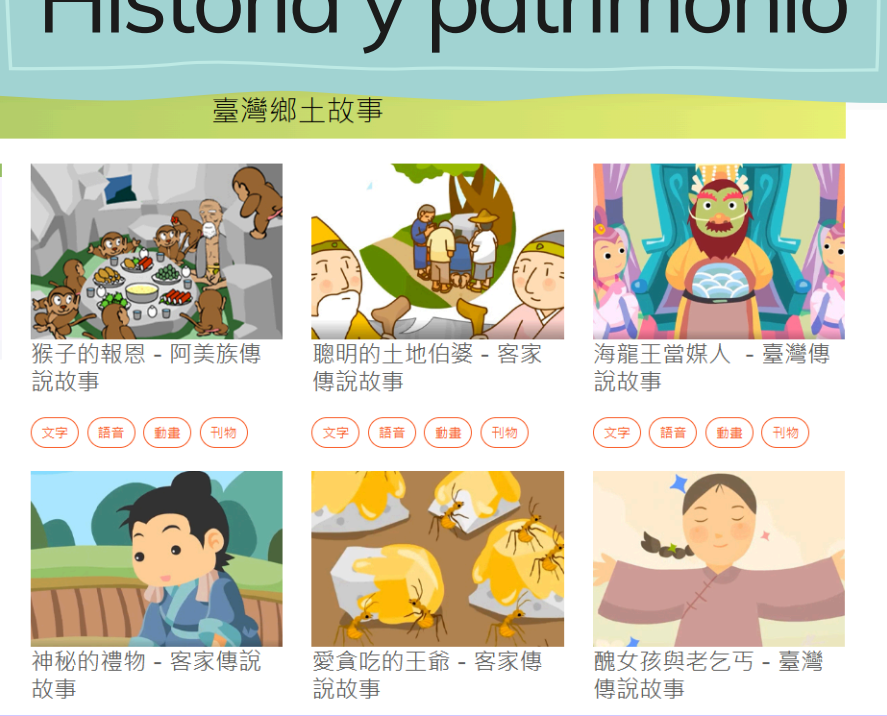 Historia y patrimonio
臺灣鄉土故事
猴子的報恩 - 阿美族傳
說故事
聰明的土地伯婆 - 客家
傳說故事
海龍王當媒人 - 臺灣傳
說故事
文字 語音 動畫 刊物
文字 語音 動畫 刊物
文字 語音 動畫 刊物
神秘的禮物 - 客家傳說
故事
愛貪吃的王爺 - 客家傳
說故事
醜女孩與老乞丐 - 臺灣
傳說故事